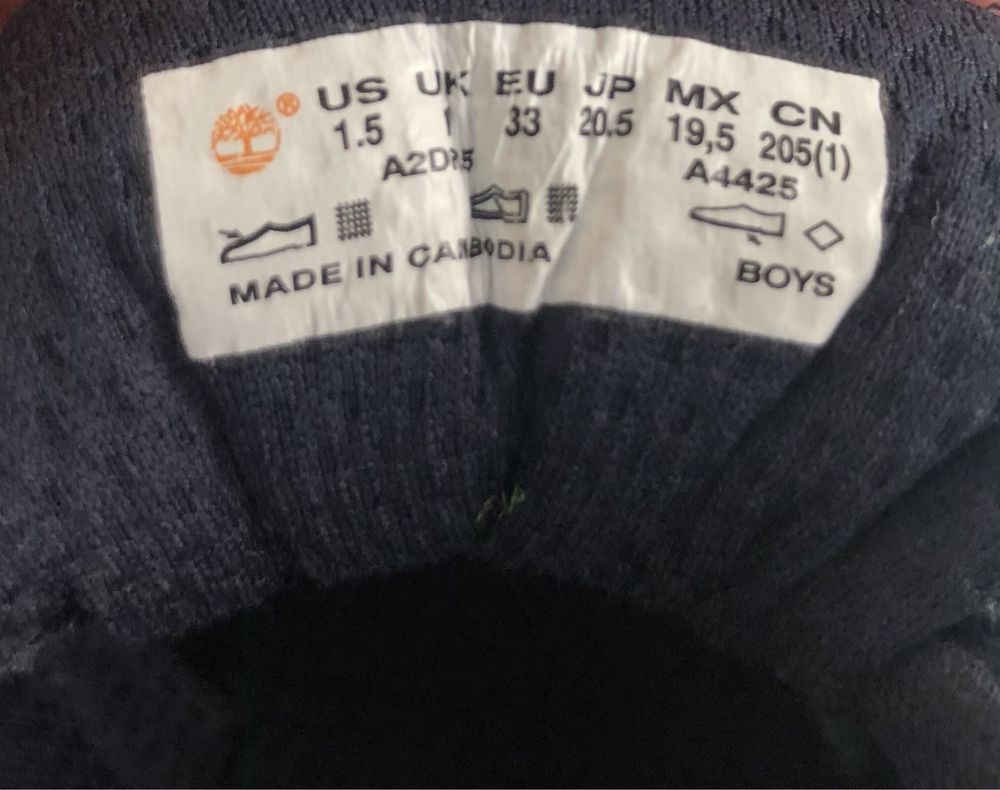 ® US UK EU JP MX CN
1.5 1 33 20.5 19,5 205(1)
A4425
MADE IN CAMBODIA
BOYS